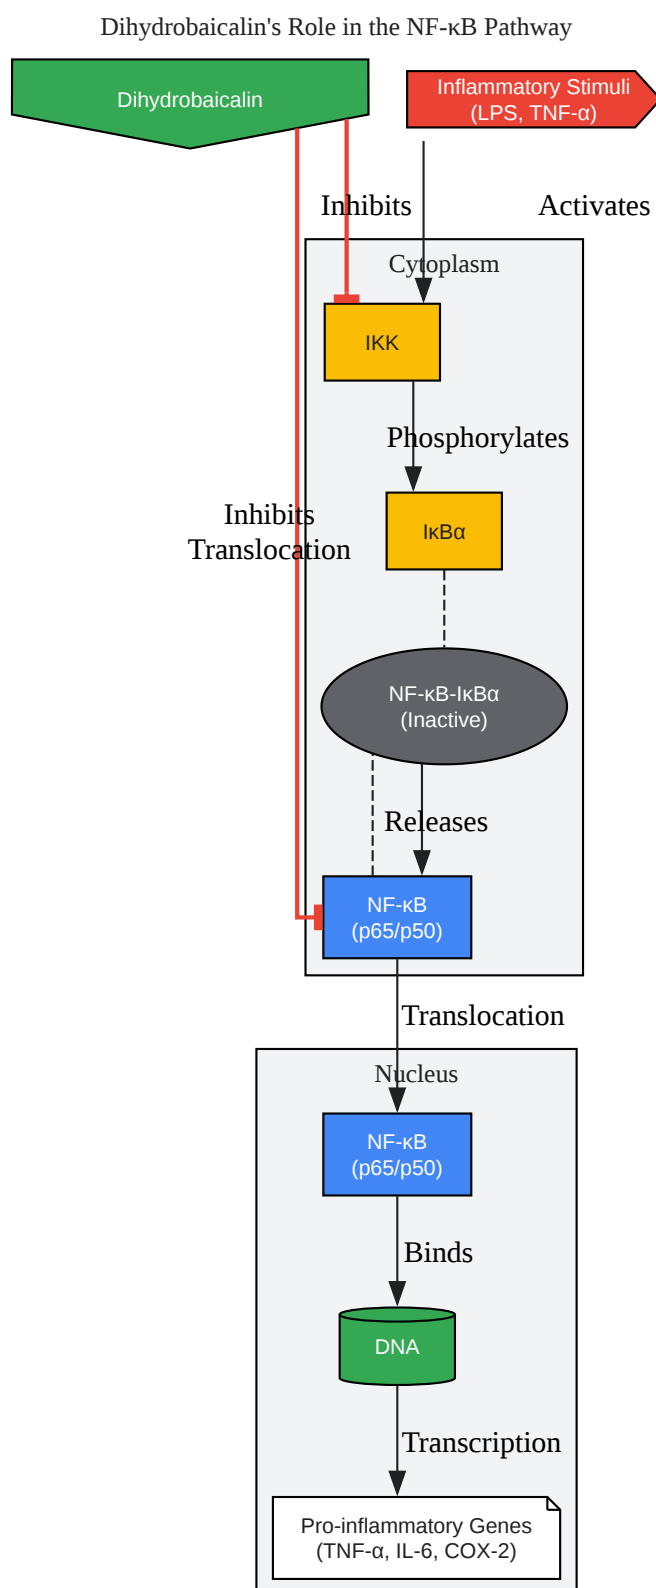 Dihydrobaicalin's Role in the NF-κB Pathway
Dihydrobaicalin
Inflammatory Stimuli
(LPS, TNF-α)
Inhibits
Activates
Cytoplasm
IKK
Phosphorylates
Inhibits
Translocation
IκBα
NF-κB-IκBα
(Inactive)
Releases
NF-κB
(p65/p50)
Translocation
Nucleus
NF-κB
(p65/p50)
Binds
DNA
Transcription
Pro-inflammatory Genes
(TNF-α, IL-6, COX-2)